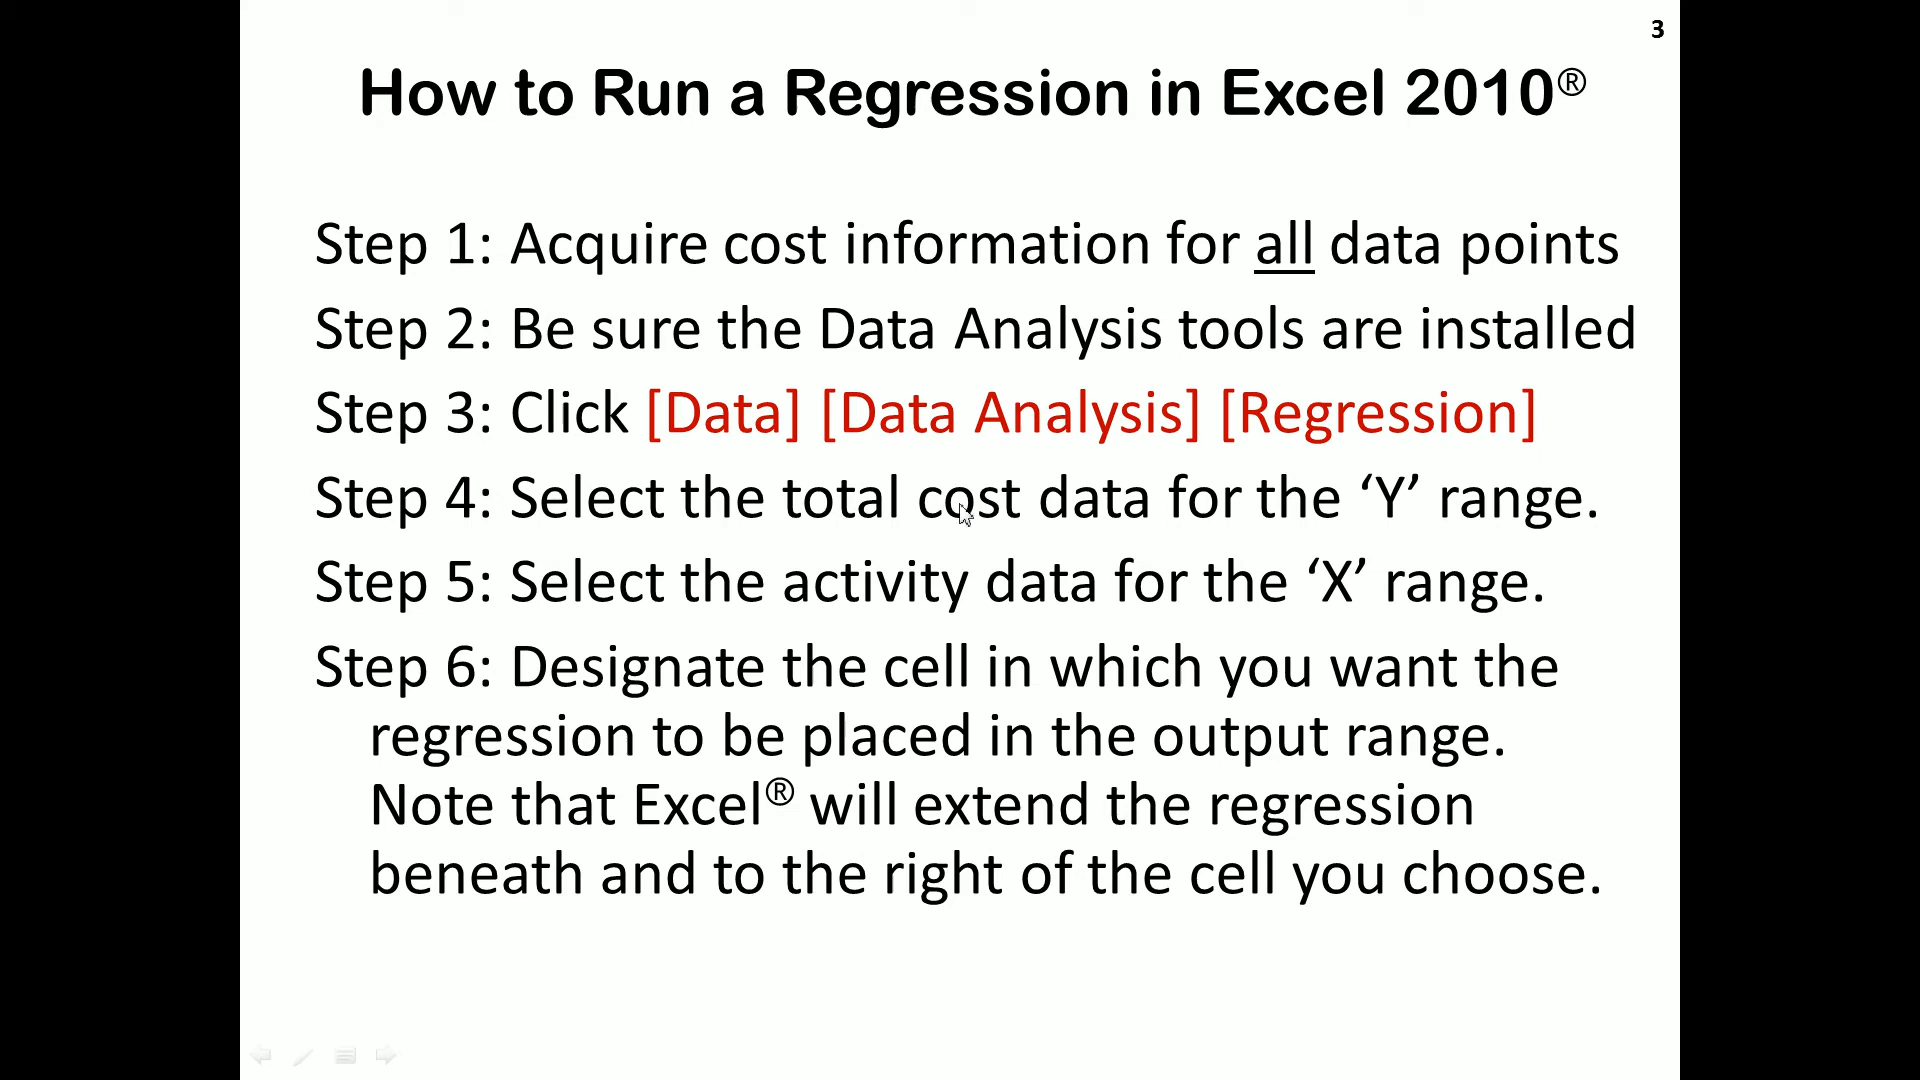 3
How to Run a Regression in Excel 2010®
Step 1: Acquire cost information for all data points
Step 2: Be sure the Data Analysis tools are installed
Step 3: Click [Data] [Data Analysis] [Regression]
Step 4: Select the total cost data for the ‘Y’ range.
Step 5: Select the activity data for the ‘X’ range.
Step 6: Designate the cell in which you want the
regression to be placed in the output range.
Note that Excel® will extend the regression
beneath and to the right of the cell you choose.